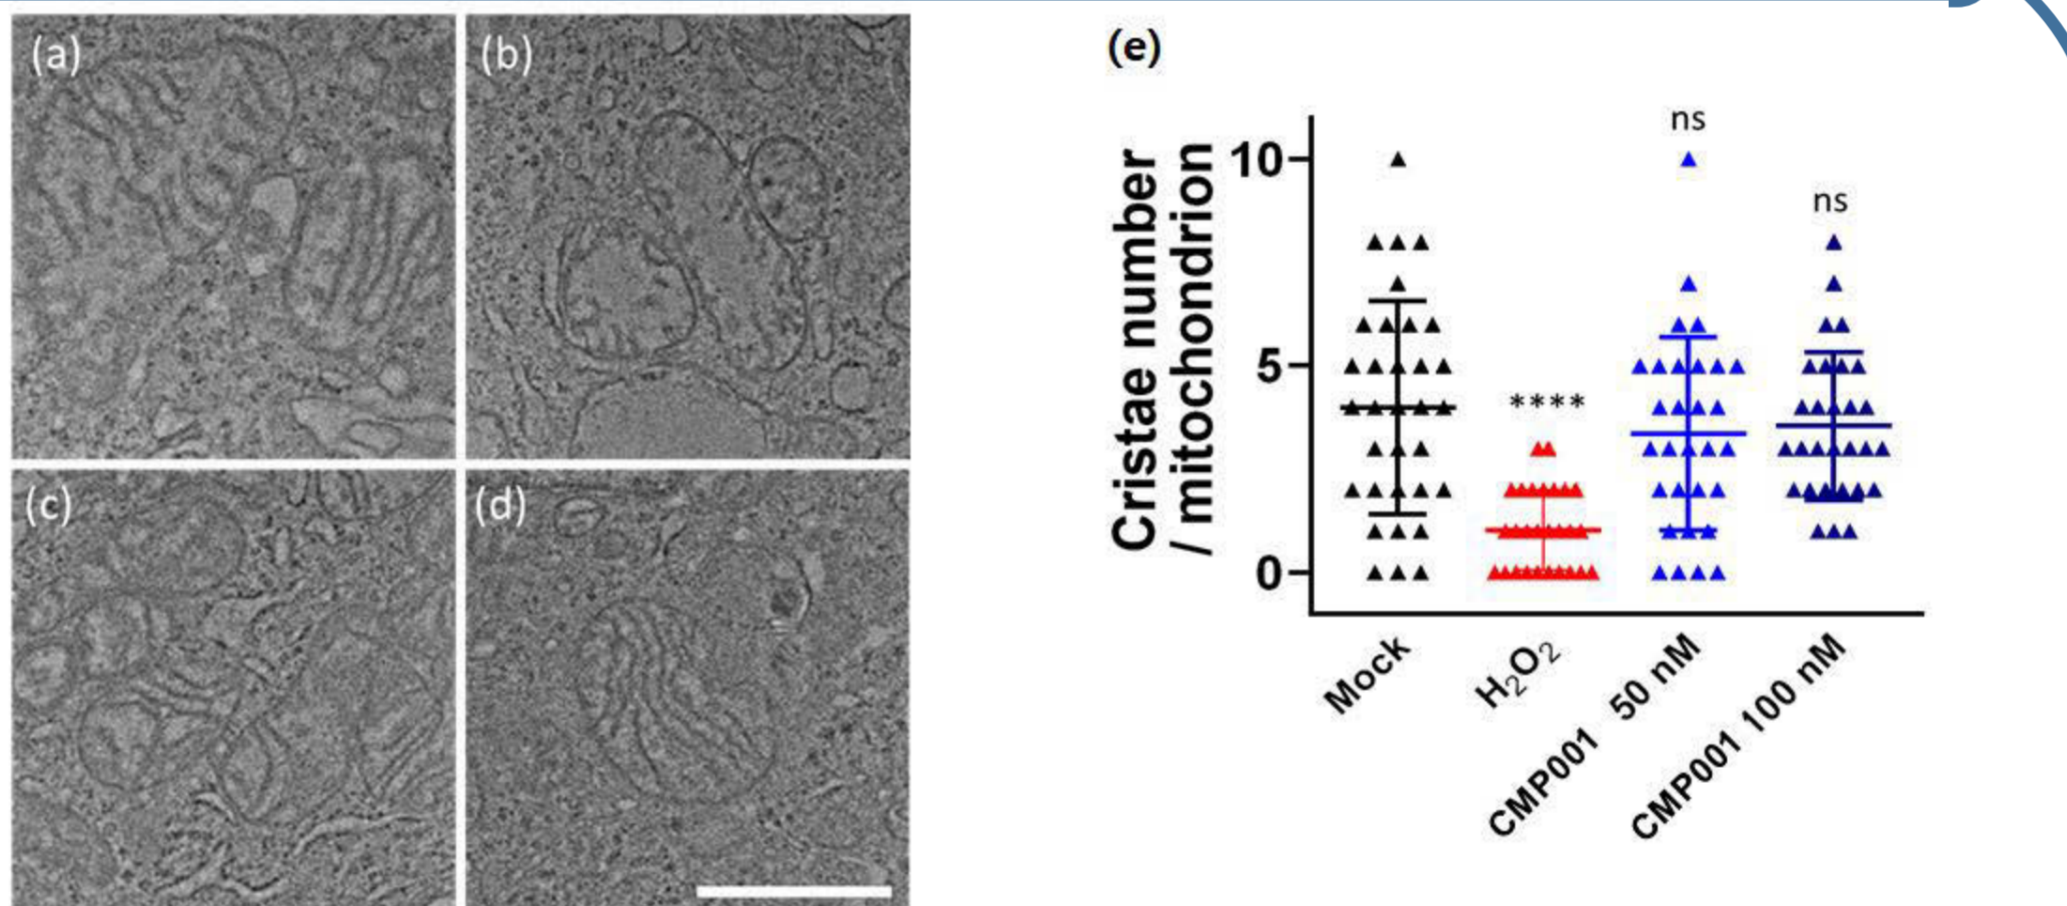 (a)
(b)
(c)
(d)
(e)
Cristae number
/ mitochondrion
10
5
0
ns
ns
****
Mock
H₂O₂
CMP001 50 nM
CMP001 100 nM